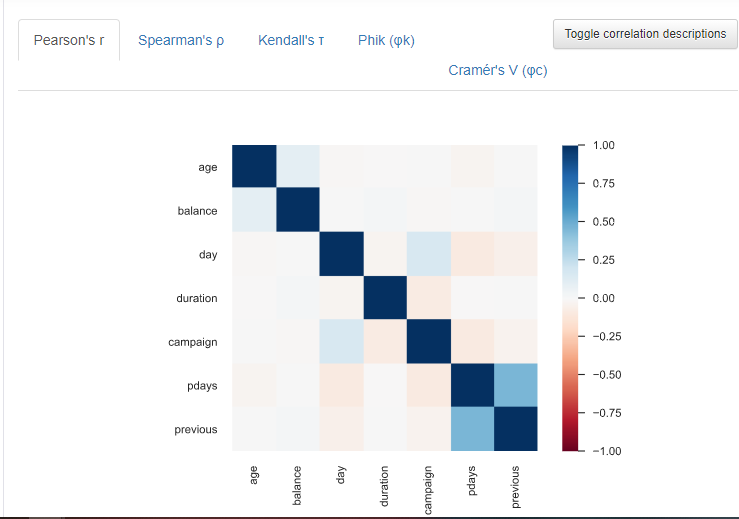 Pearson's r
Spearman's ρ
Kendall's τ
Phik (φk)
Toggle correlation descriptions
Cramér's V (φc)
age
balance
day
duration
campaign
pdays
previous
1.00
0.75
0.50
0.25
0.00
−0.25
−0.50
−0.75
−1.00
age
balance
day
duration
campaign
pdays
previous